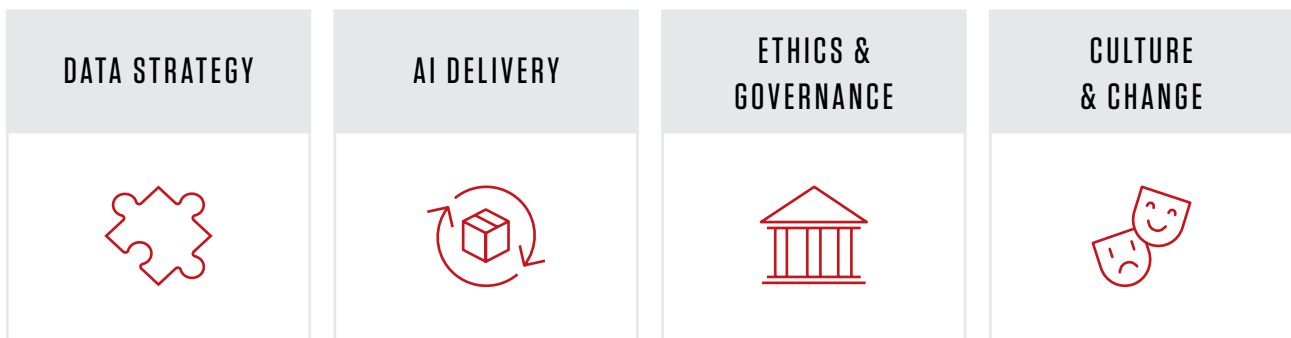 DATA STRATEGY
AI DELIVERY
ETHICS &
GOVERNANCE
CULTURE
& CHANGE